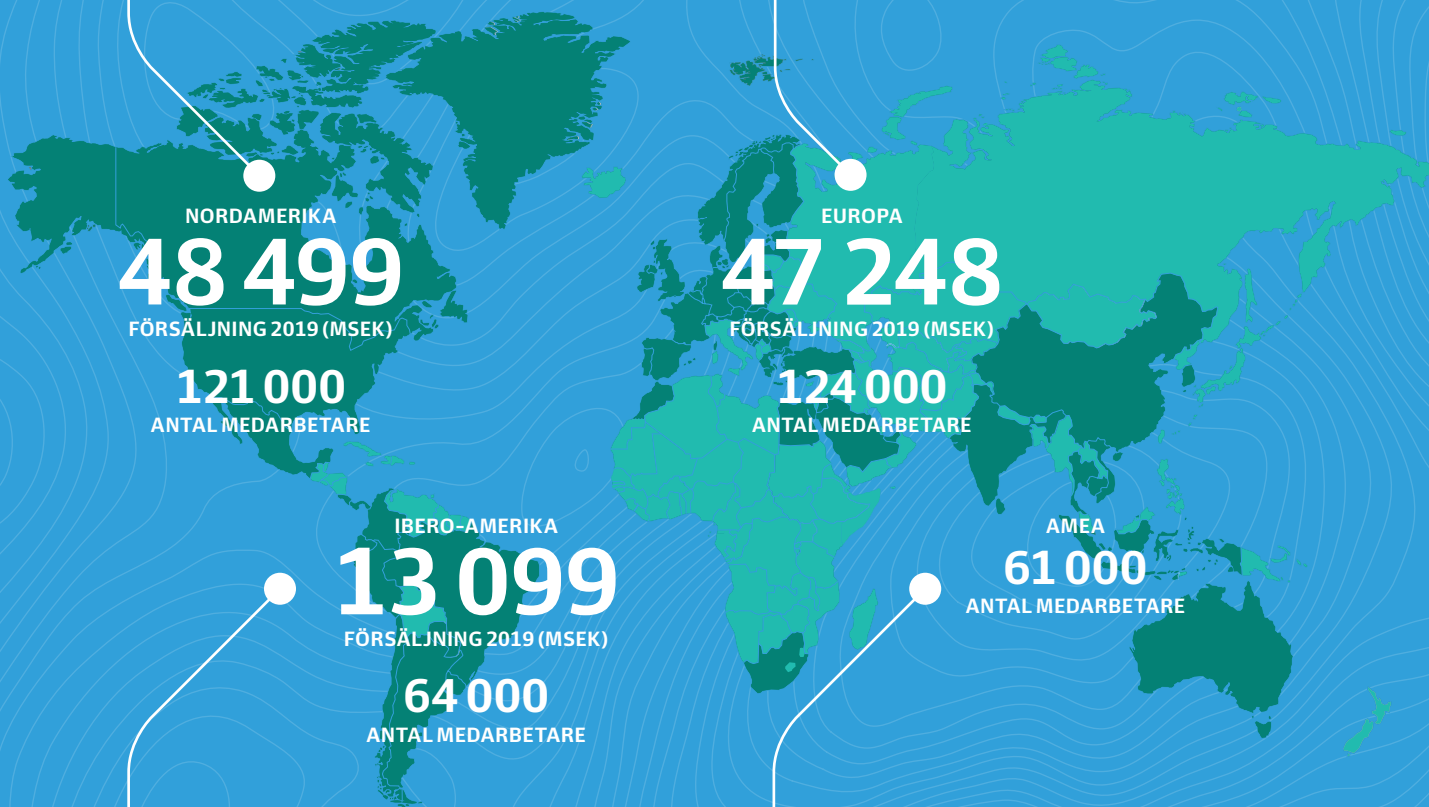 NORDAMERIKA
48 499
FÖRSÄLJNING 2019 (MSEK)
121 000
ANTAL MEDARBETARE
EUROPA
47 248
FÖRSÄLJNING 2019 (MSEK)
124 000
ANTAL MEDARBETARE
IBERO-AMERIKA
13 099
FÖRSÄLJNING 2019 (MSEK)
64 000
ANTAL MEDARBETARE
AMEA
61 000
ANTAL MEDARBETARE